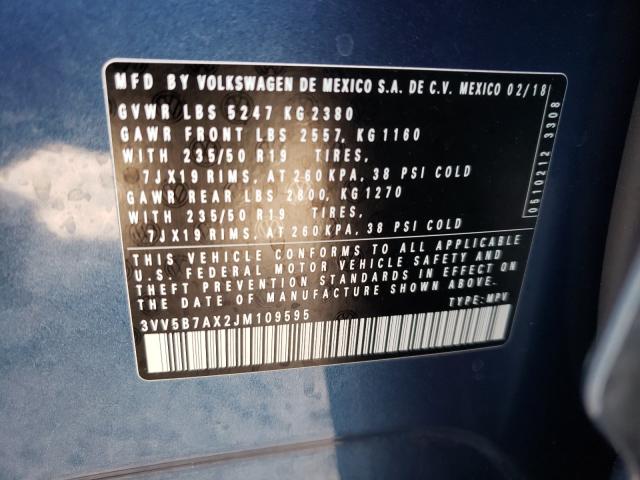 MFD BY VOLKSWAGEN DE MEXICO S.A. DE C.V. MEXICO 02/18
GVWR LBS 5247 KG 2380
GAWR FRONT LBS 2557, KG 1160
WITH 235/50 R19 TIRES,
7JX19 RIMS, AT 260KPA, 38 PSI COLD
GAWR REAR LBS 2800, KG 1270
WITH 235/50 R19 TIRES,
7JX19 RIMS, AT 260KPA, 38 PSI COLD
THIS VEHICLE CONFORMS TO ALL APPLICABLE
U.S. FEDERAL MOTOR VEHICLE SAFETY AND
THEFT PREVENTION STANDARDS IN EFFECT ON
THE DATE OF MANUFACTURE SHOWN ABOVE
3VV5B7AX2JM109595 TYPE: MPV
0510212 3308